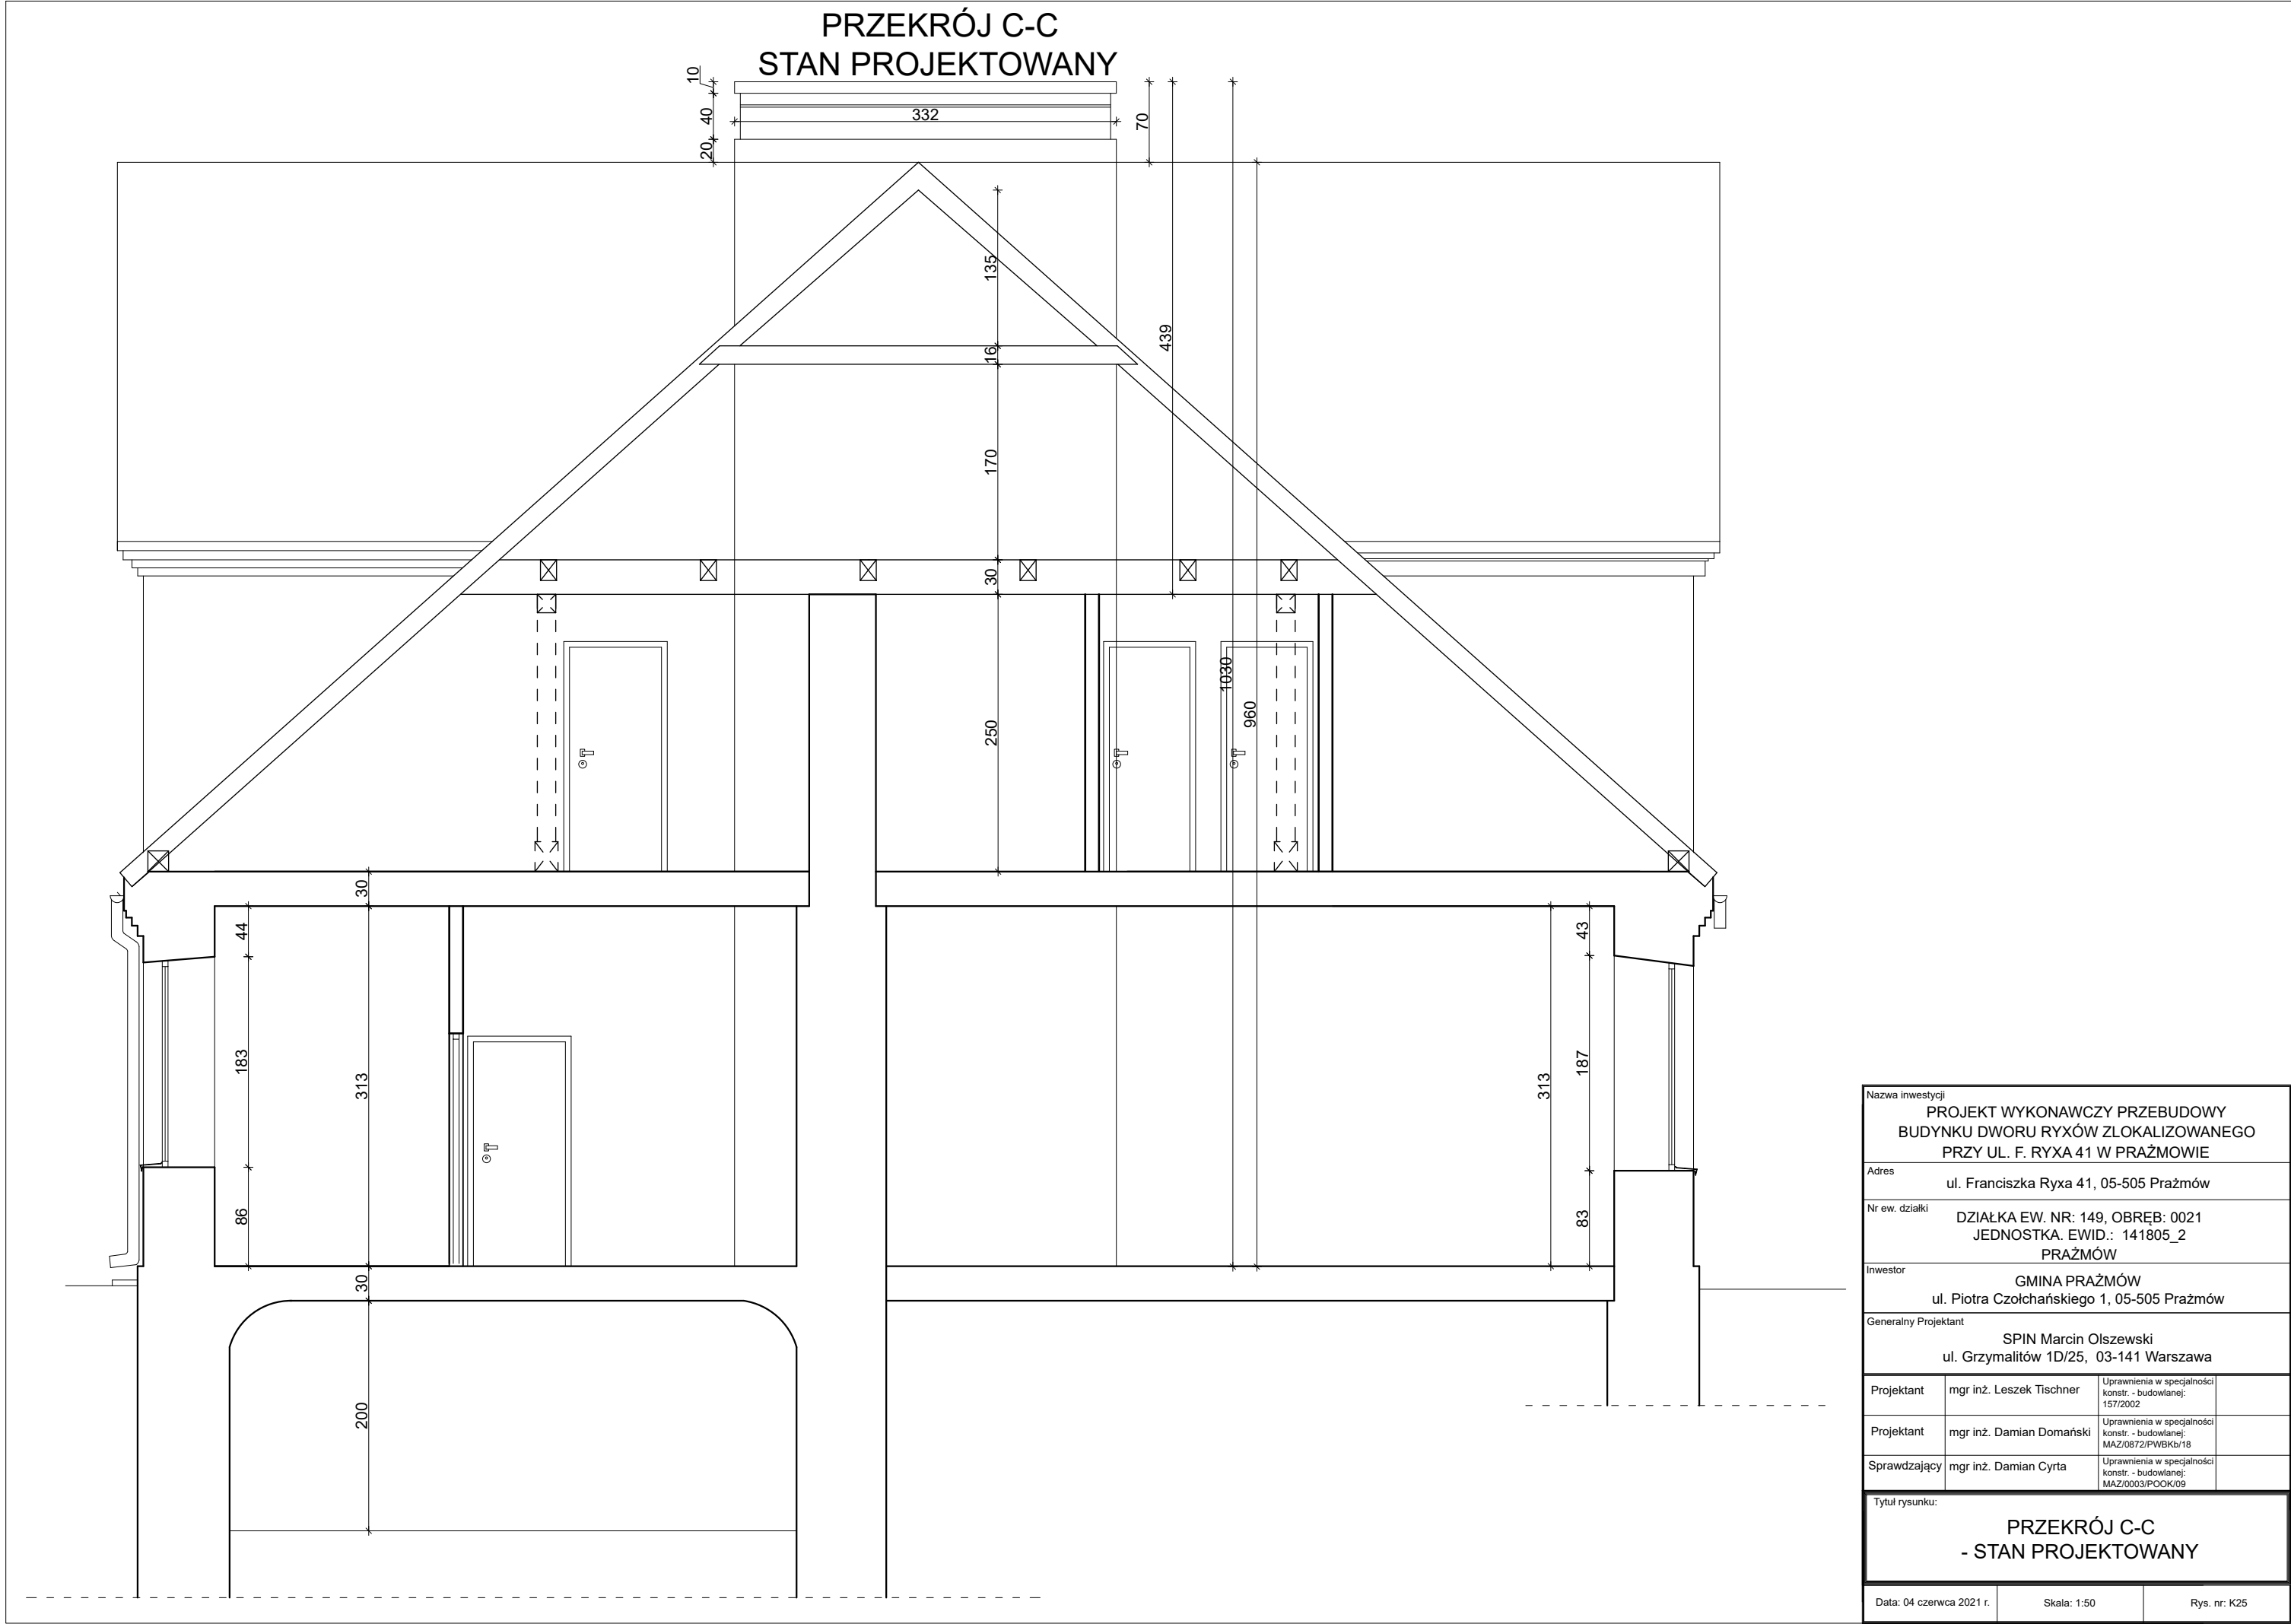 PRZEKRÓJ C-C
STAN PROJEKTOWANY
10
40
20
332
70
135
439
16
170
30
1030
960
250
30
44
183
313
86
30
200
43
187
313
83
Nazwa inwestycji
PROJEKT WYKONAWCZY PRZEBUDOWY
BUDYNKU DWORU RYXÓW ZLOKALIZOWANEGO
PRZY UL. F. RYXA 41 W PRAŻMOWIE
Adres
ul. Franciszka Ryxa 41, 05-505 Prażmów
Nr ew. działki
DZIAŁKA EW. NR: 149, OBRĘB: 0021
JEDNOSTKA. EWID.: 141805_2
PRAŻMÓW
Inwestor
GMINA PRAŻMÓW
ul. Piotra Czołchańskiego 1, 05-505 Prażmów
Generalny Projektant
SPIN Marcin Olszewski
ul. Grzymalitów 1D/25, 03-141 Warszawa
Projektant mgr inż. Leszek Tischner
Uprawnienia w specjalności
konstr. - budowlanej:
157/2002
Projektant mgr inż. Damian Domański
Uprawnienia w specjalności
konstr. - budowlanej:
MAZ/0872/PWBKb/18
Sprawdzający mgr inż. Damian Cyrta
Uprawnienia w specjalności
konstr. - budowlanej:
MAZ/0003/POOK/09
Tytuł rysunku:
PRZEKRÓJ C-C
- STAN PROJEKTOWANY
Data: 04 czerwca 2021 r. Skala: 1:50 Rys. nr: K25